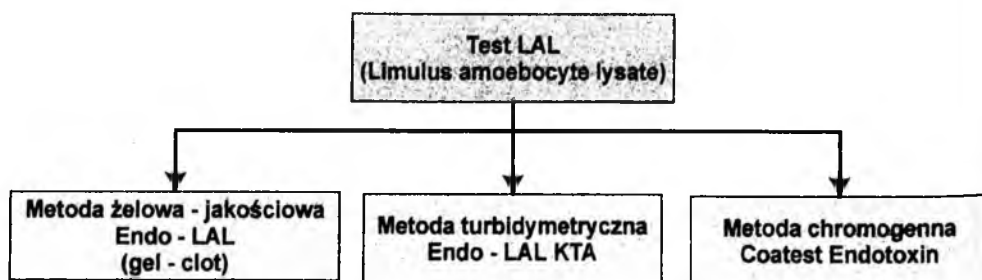 Test LAL
(Limulus amoebocyte lysate)
Metoda żelowa - jakościowa
Endo - LAL
(gel - clot)
Metoda turbidymetryczna
Endo - LAL KTA
Metoda chromogenna
Coatest Endotoxin